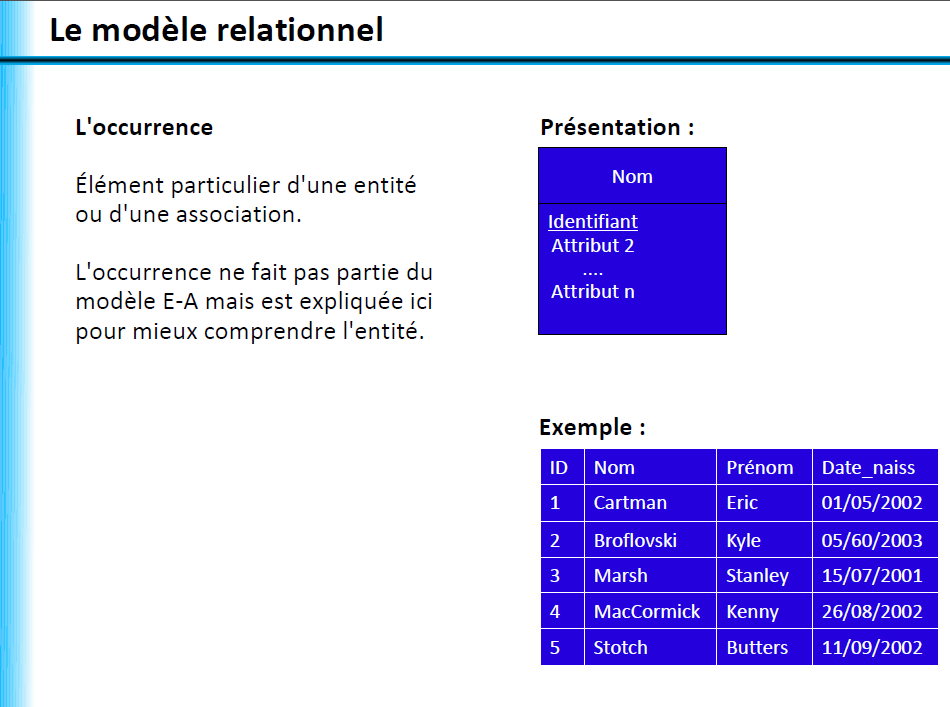 Le modèle relationnel
L'occurrence
Élément particulier d'une entité
ou d'une association.
L'occurrence ne fait pas partie du
modèle E-A mais est expliquée ici
pour mieux comprendre l'entité.
Présentation :
Nom
Identifiant
Attribut 2
....
Attribut n
Exemple :
ID Nom Prénom Date_naiss
1 Cartman Eric 01/05/2002
2 Broflovski Kyle 05/60/2003
3 Marsh Stanley 15/07/2001
4 MacCormick Kenny 26/08/2002
5 Stotch Butters 11/09/2002